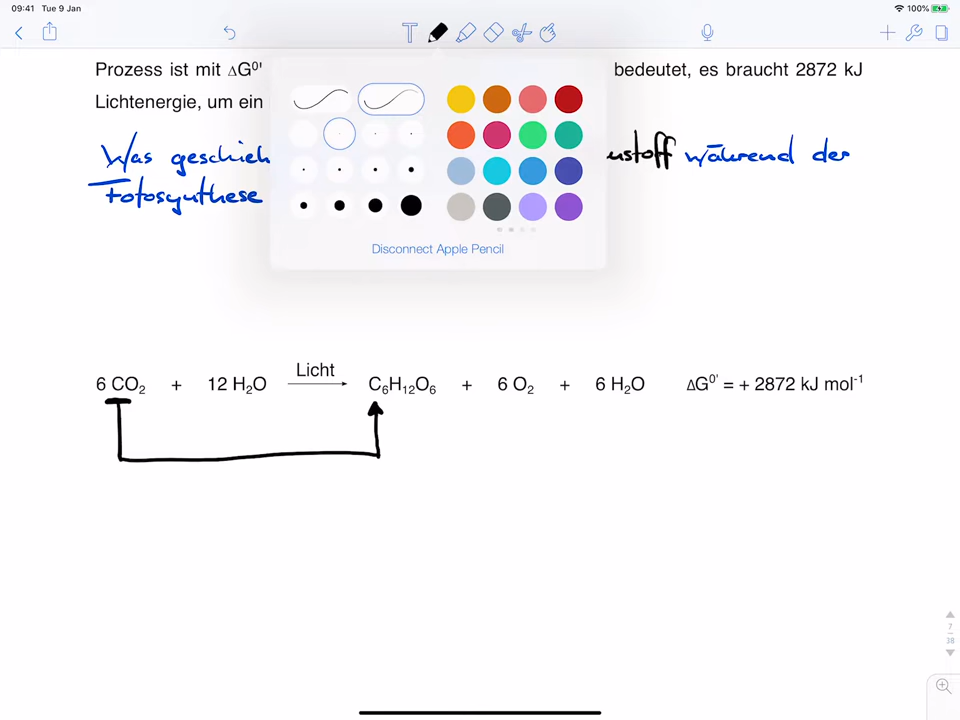 09:41 Tue 9 Jan 100%
Prozess ist mit ΔG⁰' bedeutet, es braucht 2872 kJ
Lichtenergie, um ein
Was geschieh ustoff während der
Fotosynthese
Disconnect Apple Pencil
Licht
6 CO₂ + 12 H₂O → C₆H₁₂O₆ + 6 O₂ + 6 H₂O ΔG⁰' = + 2872 kJ mol⁻¹
7
38